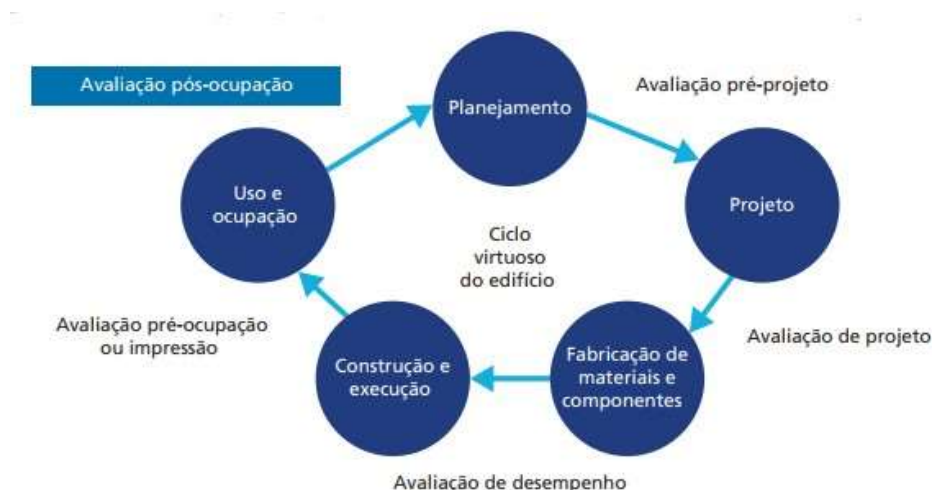 Avaliação pós-ocupação
Planejamento
Avaliação pré-projeto
Uso e
ocupação
Projeto
Ciclo
virtuoso
do edifício
Avaliação pré-ocupação
ou impressão
Construção e
execução
Fabricação de
materiais e
componentes
Avaliação de projeto
Avaliação de desempenho